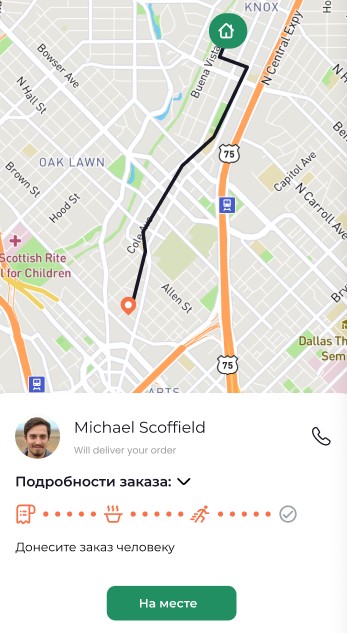 KNOX
N Central Expy
Buena Vista
Bowser Ave
N Hall St
75
OAK LAWN
Capitol Ave
Brown St
Hood St
N Carroll Ave
Cole Ave
Scottish Rite
l for Children
Allen St
Bry
Dallas Th
Sem
75
ARTS
Michael Scoffield
Will deliver your order
Подробности заказа:
Донесите заказ человеку
На месте